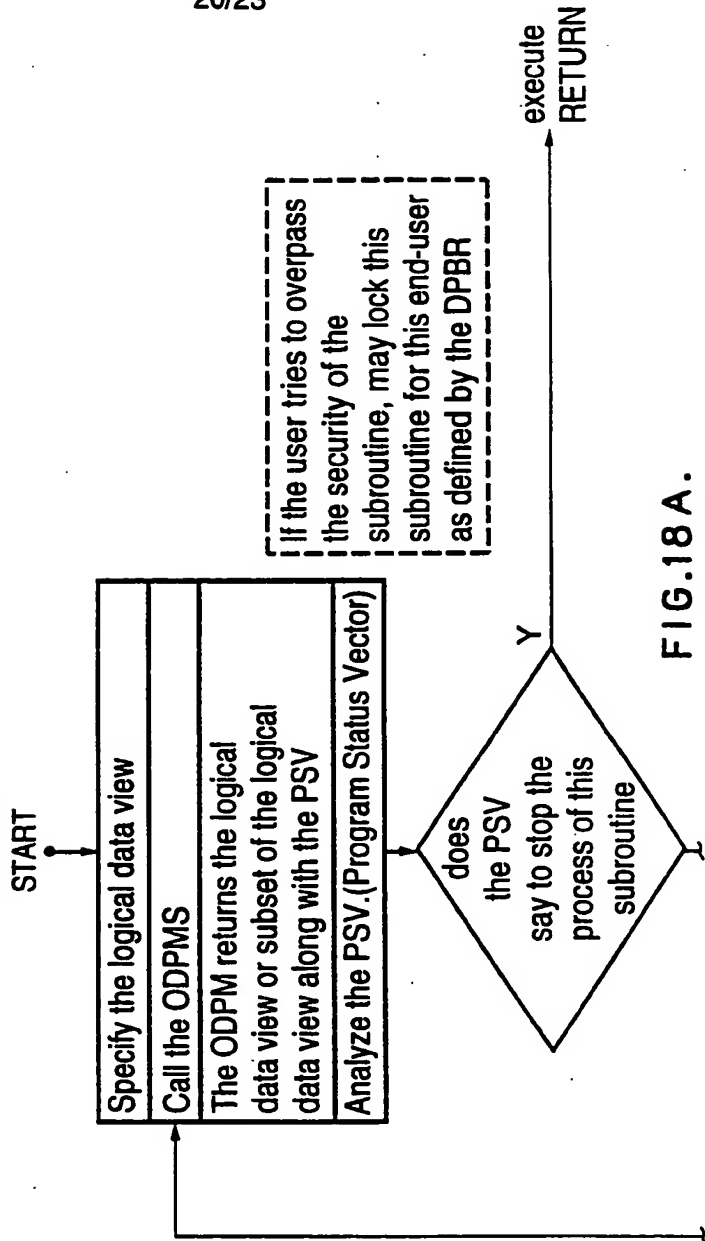 20/23
START
Specify the logical data view
Call the ODPMS
The ODPM returns the logical
data view or subset of the logical
data view along with the PSV
Analyze the PSV.(Program Status Vector)
If the user tries to overpass
the security of the
subroutine, may lock this
subroutine for this end-user
as defined by the DPBR
does
the PSV
say to stop the
process of this
subroutine
Y
execute
RETURN
FIG.18A.